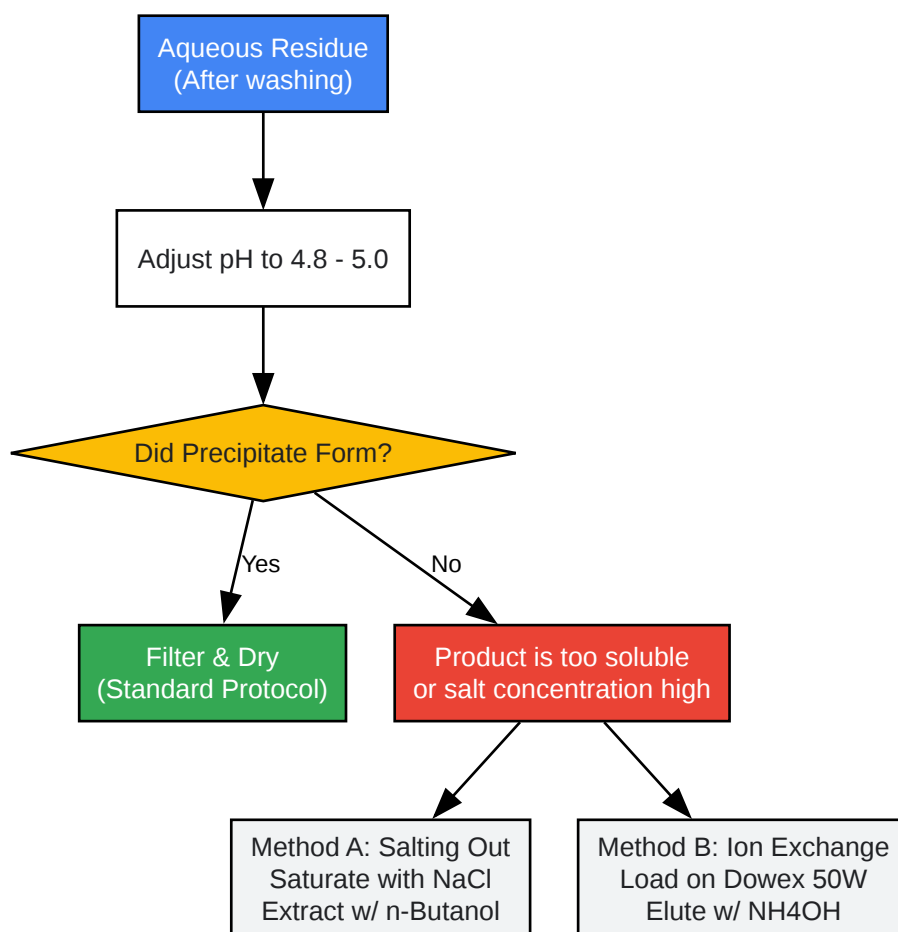 Aqueous Residue
(After washing)
Adjust pH to 4.8 - 5.0
Did Precipitate Form?
Yes
No
Filter & Dry
(Standard Protocol)
Product is too soluble
or salt concentration high
Method A: Salting Out
Saturate with NaCl
Extract w/ n-Butanol
Method B: Ion Exchange
Load on Dowex 50W
Elute w/ NH4OH